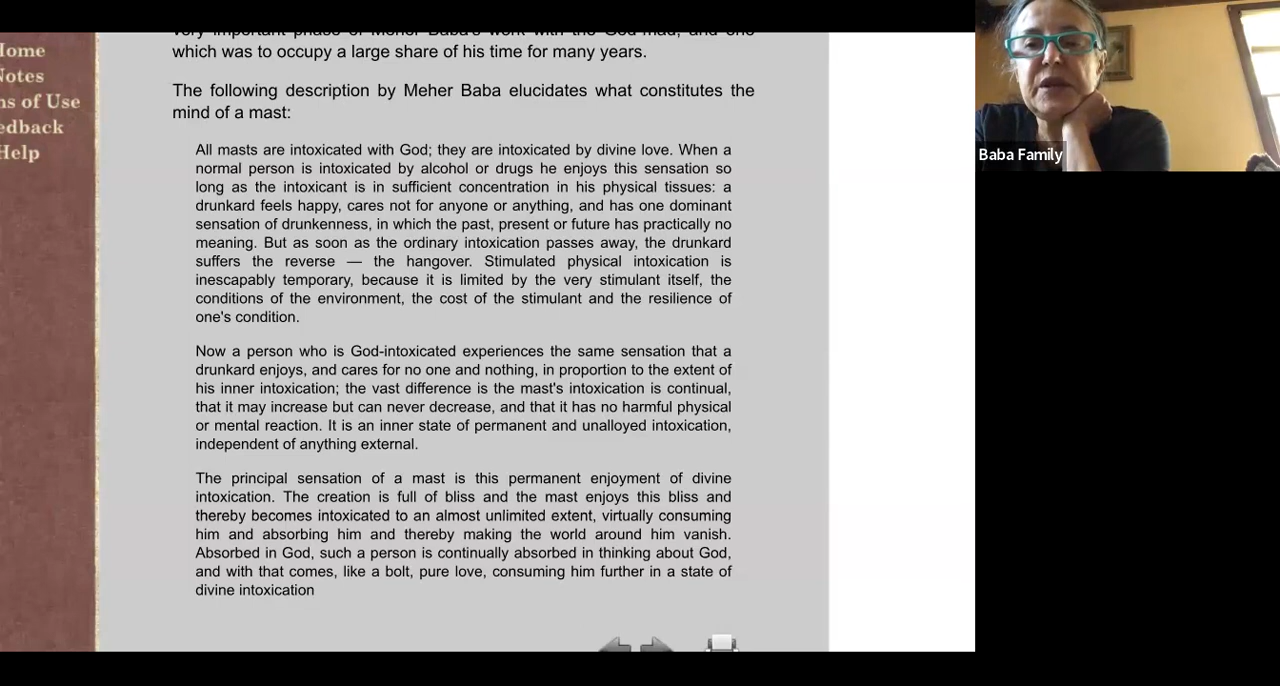 Home
Notes
ns of Use
edback
Help
very important phase of Meher Baba's work with the God-mad, and one
which was to occupy a large share of his time for many years.
The following description by Meher Baba elucidates what constitutes the
mind of a mast:
All masts are intoxicated with God; they are intoxicated by divine love. When a
normal person is intoxicated by alcohol or drugs he enjoys this sensation so
long as the intoxicant is in sufficient concentration in his physical tissues: a
drunkard feels happy, cares not for anyone or anything, and has one dominant
sensation of drunkenness, in which the past, present or future has practically no
meaning. But as soon as the ordinary intoxication passes away, the drunkard
suffers the reverse — the hangover. Stimulated physical intoxication is
inescapably temporary, because it is limited by the very stimulant itself, the
conditions of the environment, the cost of the stimulant and the resilience of
one's condition.
Now a person who is God-intoxicated experiences the same sensation that a
drunkard enjoys, and cares for no one and nothing, in proportion to the extent of
his inner intoxication; the vast difference is the mast's intoxication is continual,
that it may increase but can never decrease, and that it has no harmful physical
or mental reaction. It is an inner state of permanent and unalloyed intoxication,
independent of anything external.
The principal sensation of a mast is this permanent enjoyment of divine
intoxication. The creation is full of bliss and the mast enjoys this bliss and
thereby becomes intoxicated to an almost unlimited extent, virtually consuming
him and absorbing him and thereby making the world around him vanish.
Absorbed in God, such a person is continually absorbed in thinking about God,
and with that comes, like a bolt, pure love, consuming him further in a state of
divine intoxication
Baba Family